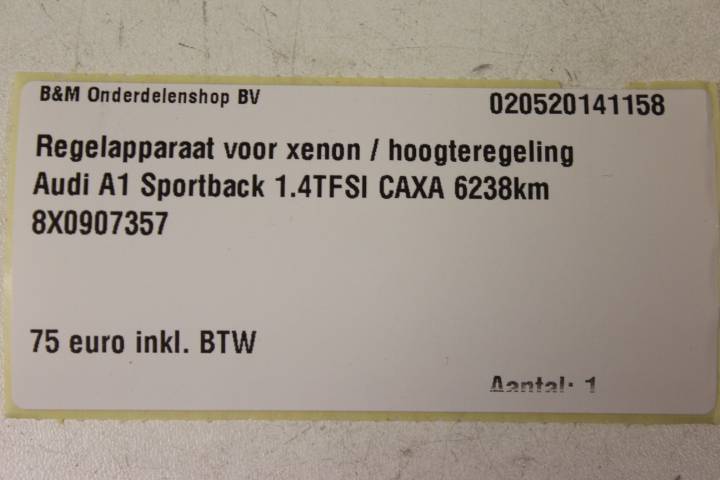 B&M Onderdelenshop BV 020520141158
Regelapparaat voor xenon / hoogteregeling
Audi A1 Sportback 1.4TFSI CAXA 6238km
8X0907357
75 euro inkl. BTW
Aantal: 1